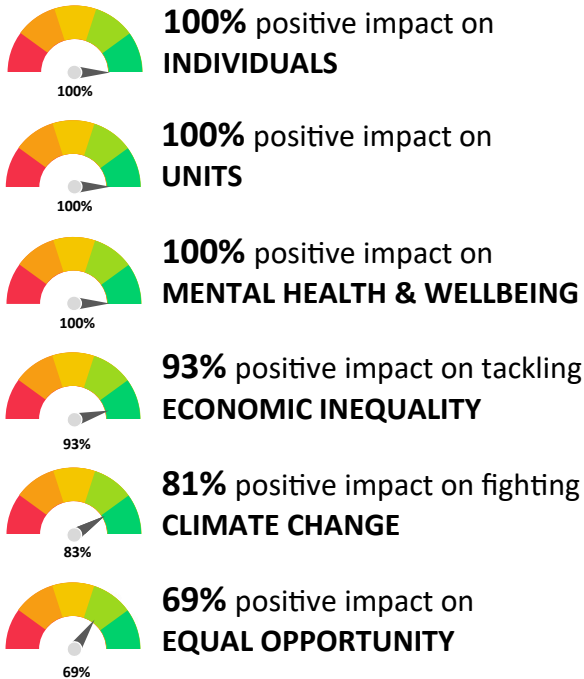 100% positive impact on
INDIVIDUALS
100%
100% positive impact on
UNITS
100%
100% positive impact on
MENTAL HEALTH & WELLBEING
100%
93% positive impact on tackling
ECONOMIC INEQUALITY
93%
81% positive impact on fighting
CLIMATE CHANGE
83%
69% positive impact on
EQUAL OPPORTUNITY
69%